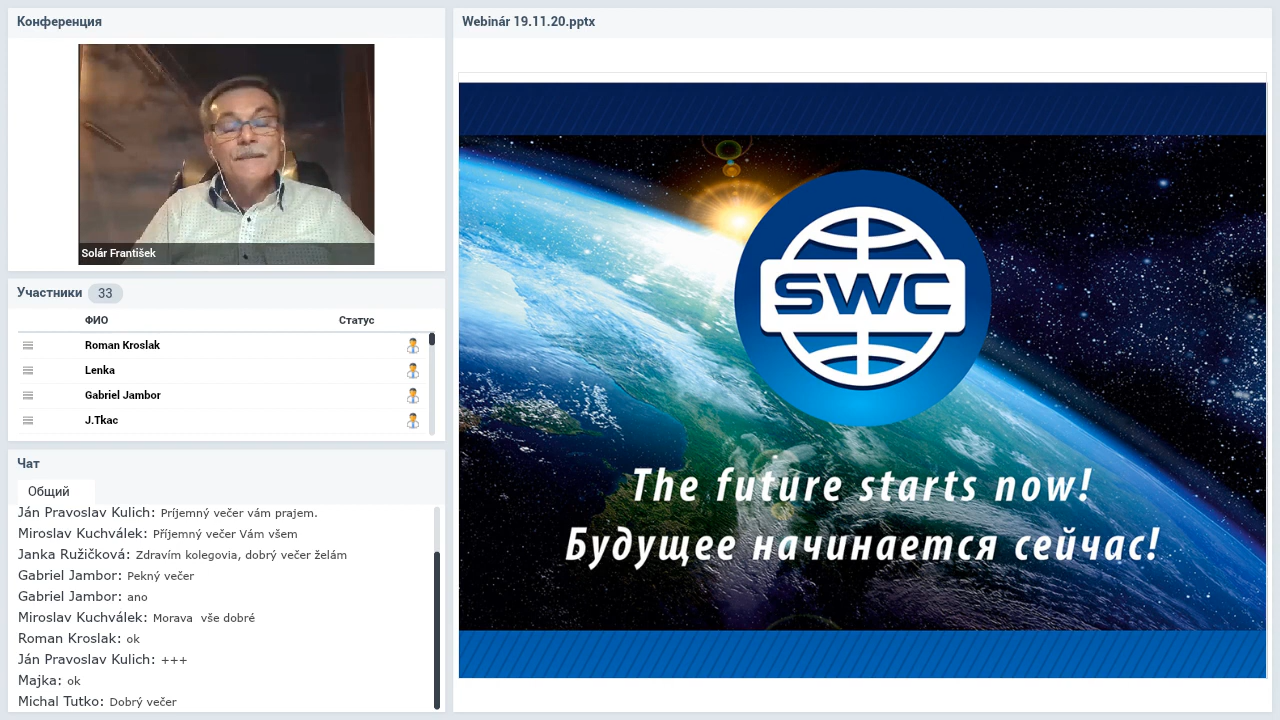 Конференция
Solár František
Участники 33
ФИО Статус
Roman Kroslak
Lenka
Gabriel Jambor
J.Tkac
Чат
Общий
Ján Pravoslav Kulich: Príjemný večer vám prajem.
Miroslav Kuchválek: Příjemný večer Vám všem
Janka Ružičková: Zdravím kolegovia, dobrý večer želám
Gabriel Jambor: Pekný večer
Gabriel Jambor: ano
Miroslav Kuchválek: Morava vše dobré
Roman Kroslak: ok
Ján Pravoslav Kulich: +++
Majka: ok
Michal Tutko: Dobrý večer
Webinár 19.11.20.pptx
SWC
The future starts now!
Будущее начинается сейчас!